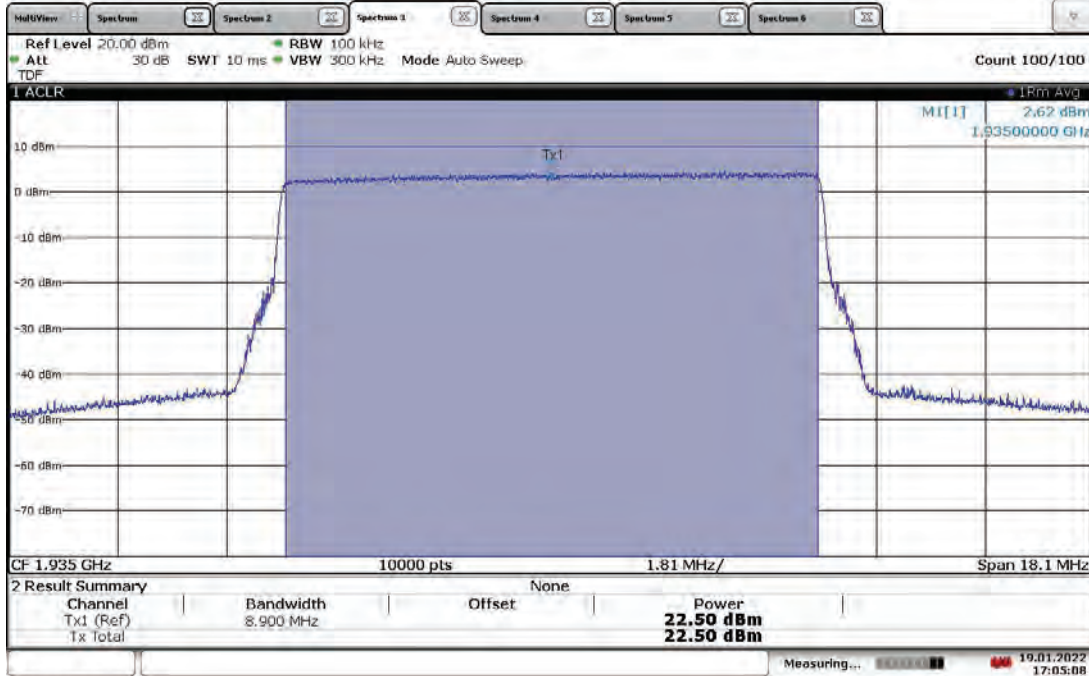 MultiView Spectrum Spectrum 2 Spectrum 3 Spectrum 4 Spectrum 5 Spectrum 6
Ref Level 20.00 dBm RBW 100 kHz
Att 30 dB SWT 10 ms VBW 300 kHz Mode Auto Sweep Count 100/100
TDF
1 ACLR 1Rm Avg
M1[1] 2.62 dBm
1.93500000 GHz
10 dBm
Tx1
0 dBm
-10 dBm
-20 dBm
-30 dBm
-40 dBm
-50 dBm
-60 dBm
-70 dBm
CF 1.935 GHz 10000 pts 1.81 MHz/ Span 18.1 MHz
2 Result Summary None
Channel Bandwidth Offset Power
Tx1 (Ref) 8.900 MHz 22.50 dBm
Tx Total 22.50 dBm
Measuring... 19.01.2022
17:05:08